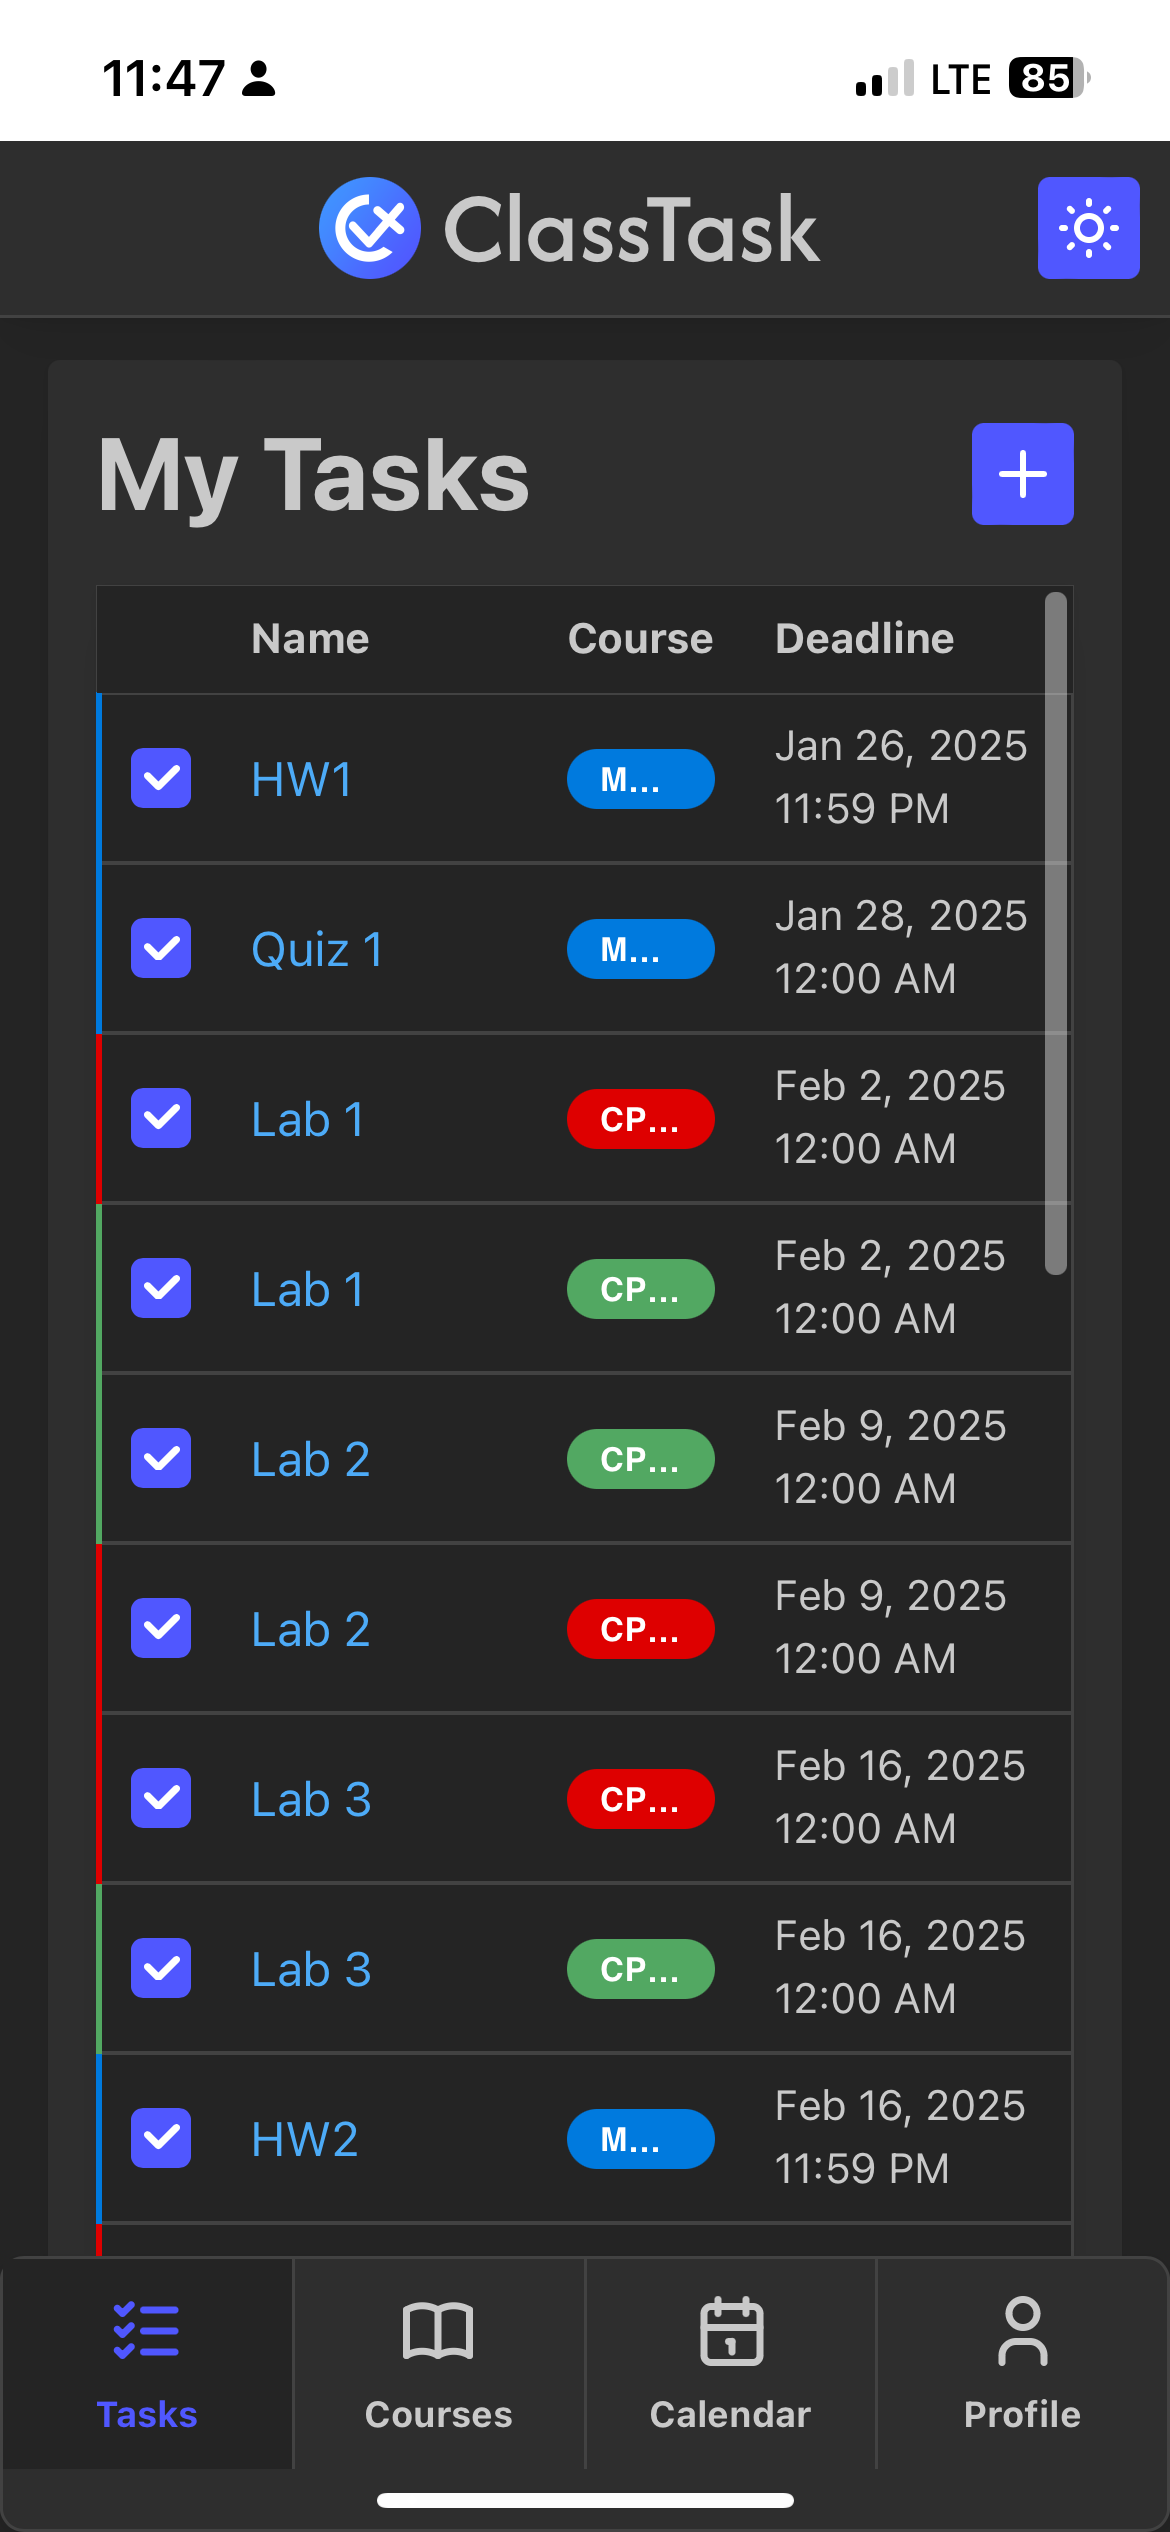 11:47 LTE 85
ClassTask
My Tasks
Name Course Deadline
HW1 M... Jan 26, 2025
11:59 PM
Quiz 1 M... Jan 28, 2025
12:00 AM
Lab 1 CP... Feb 2, 2025
12:00 AM
Lab 1 CP... Feb 2, 2025
12:00 AM
Lab 2 CP... Feb 9, 2025
12:00 AM
Lab 2 CP... Feb 9, 2025
12:00 AM
Lab 3 CP... Feb 16, 2025
12:00 AM
Lab 3 CP... Feb 16, 2025
12:00 AM
HW2 M... Feb 16, 2025
11:59 PM
Tasks Courses Calendar Profile